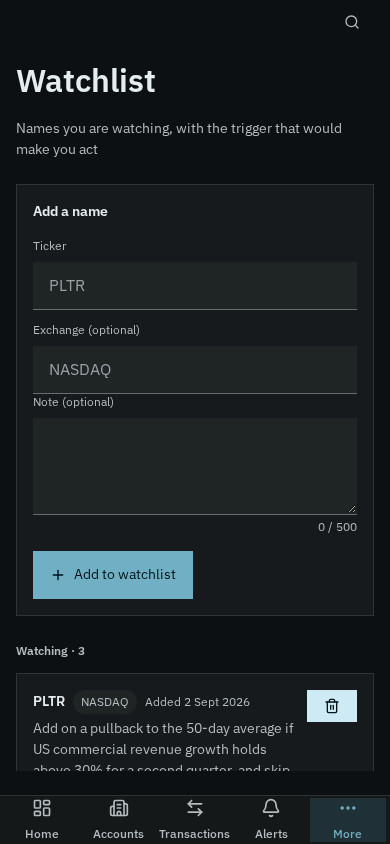 Watchlist
Names you are watching, with the trigger that would
make you act
Add a name
Ticker
PLTR
Exchange (optional)
NASDAQ
Note (optional)
0 / 500
Add to watchlist
Watching · 3
PLTR NASDAQ Added 2 Sept 2026
Add on a pullback to the 50-day average if
US commercial revenue growth holds
above 30% for a second quarter, and skip
Home Accounts Transactions Alerts More